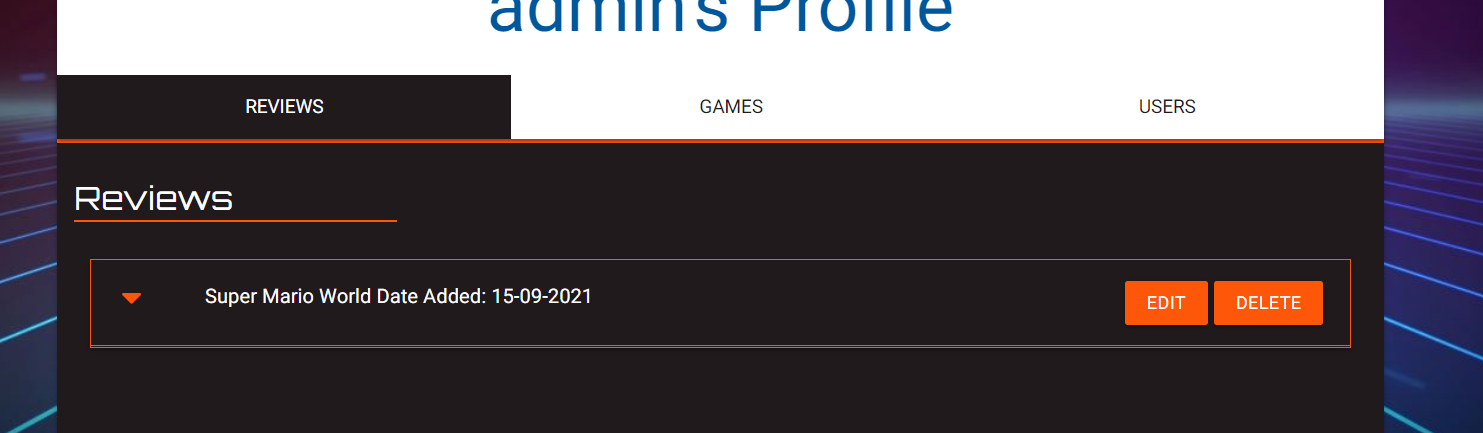 admin's Profile
REVIEWS
GAMES
USERS
Reviews
Super Mario World Date Added: 15-09-2021
EDIT
DELETE